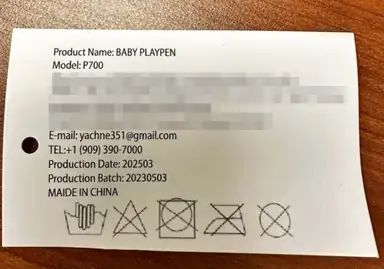 Product Name: BABY PLAYPEN
Model: P700
E-mail: yachne351@gmail.com
TEL:+1 (909) 390-7000
Production Date: 202503
Production Batch: 20230503
MAIDE IN CHINA